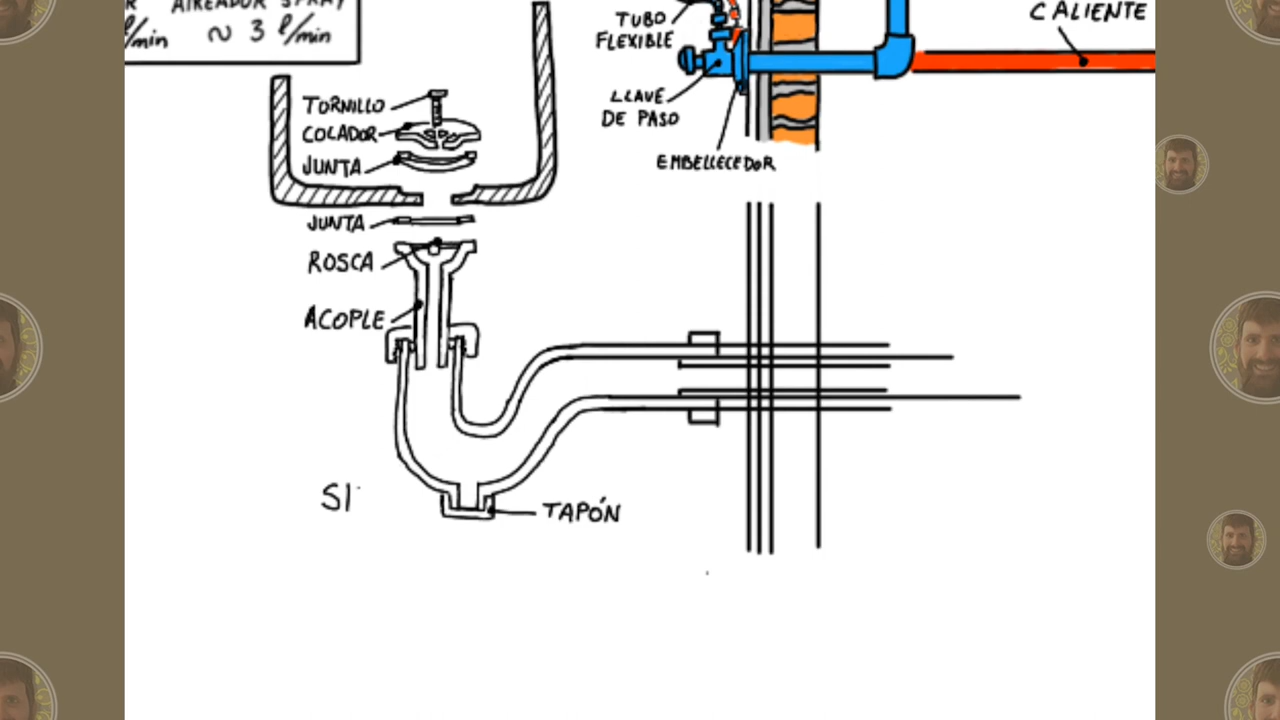 AIREADOR SPRAY
l/min ~ 3 l/min
TUBO
FLEXIBLE
CALIENTE
LLAVE
DE PASO
EMBELLECEDOR
TORNILLO
COLADOR
JUNTA
JUNTA
ROSCA
ACOPLE
SI
TAPÓN